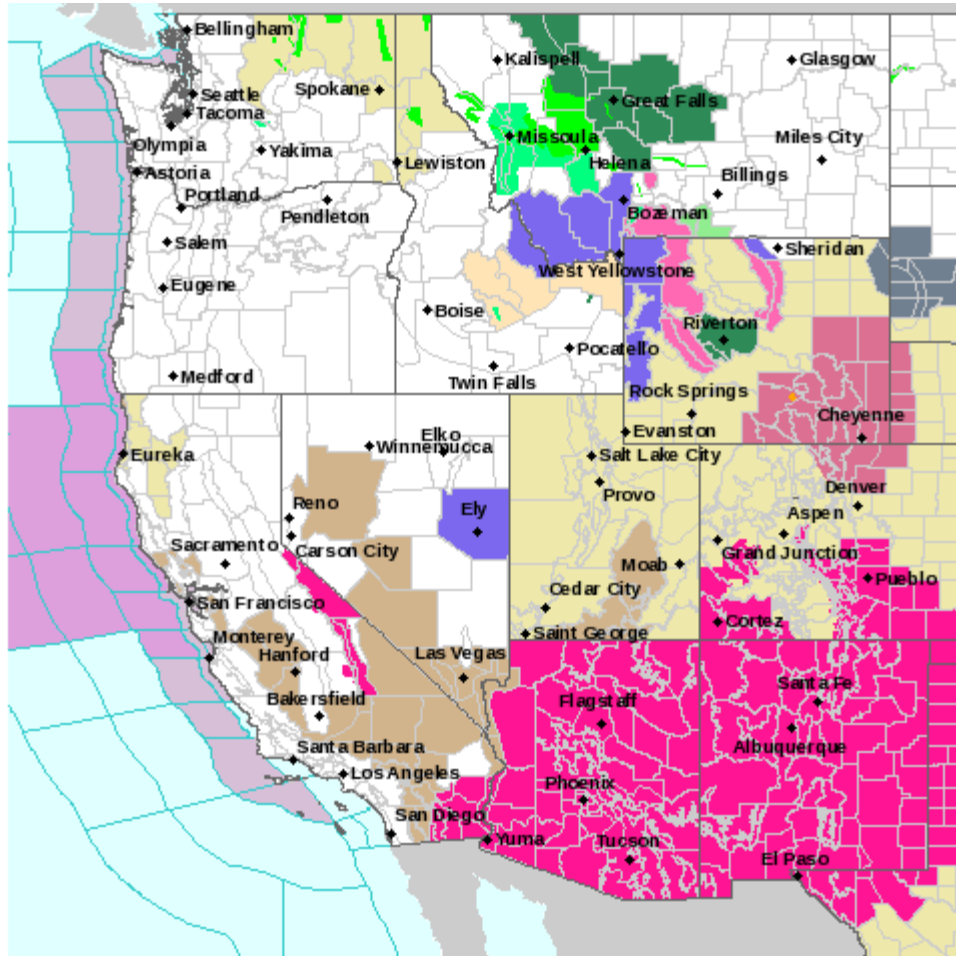 Bellingham
Kalispell
Glasgow
Spokane
Seattle
Great Falls
Tacoma
Olympia
Missoula
Miles City
Yakima
Helena
Lewiston
Astoria
Billings
Portland
Pendleton
Bozeman
Salem
Sheridan
West Yellowstone
Eugene
Boise
Riverton
Pocatello
Medford
Twin Falls
Rock Springs
Cheyenne
Elko
Evanston
Winnemucca
Eureka
Salt Lake City
Provo
Denver
Reno
Ely
Aspen
Sacramento
Carson City
Grand Junction
Moab
Pueblo
Cedar City
San Francisco
Cortez
Saint George
Monterey
Hanford
Las Vegas
Santa Fe
Bakersfield
Flagstaff
Santa Barbara
Albuquerque
Los Angeles
Phoenix
San Diego
Yuma
Tucson
El Paso